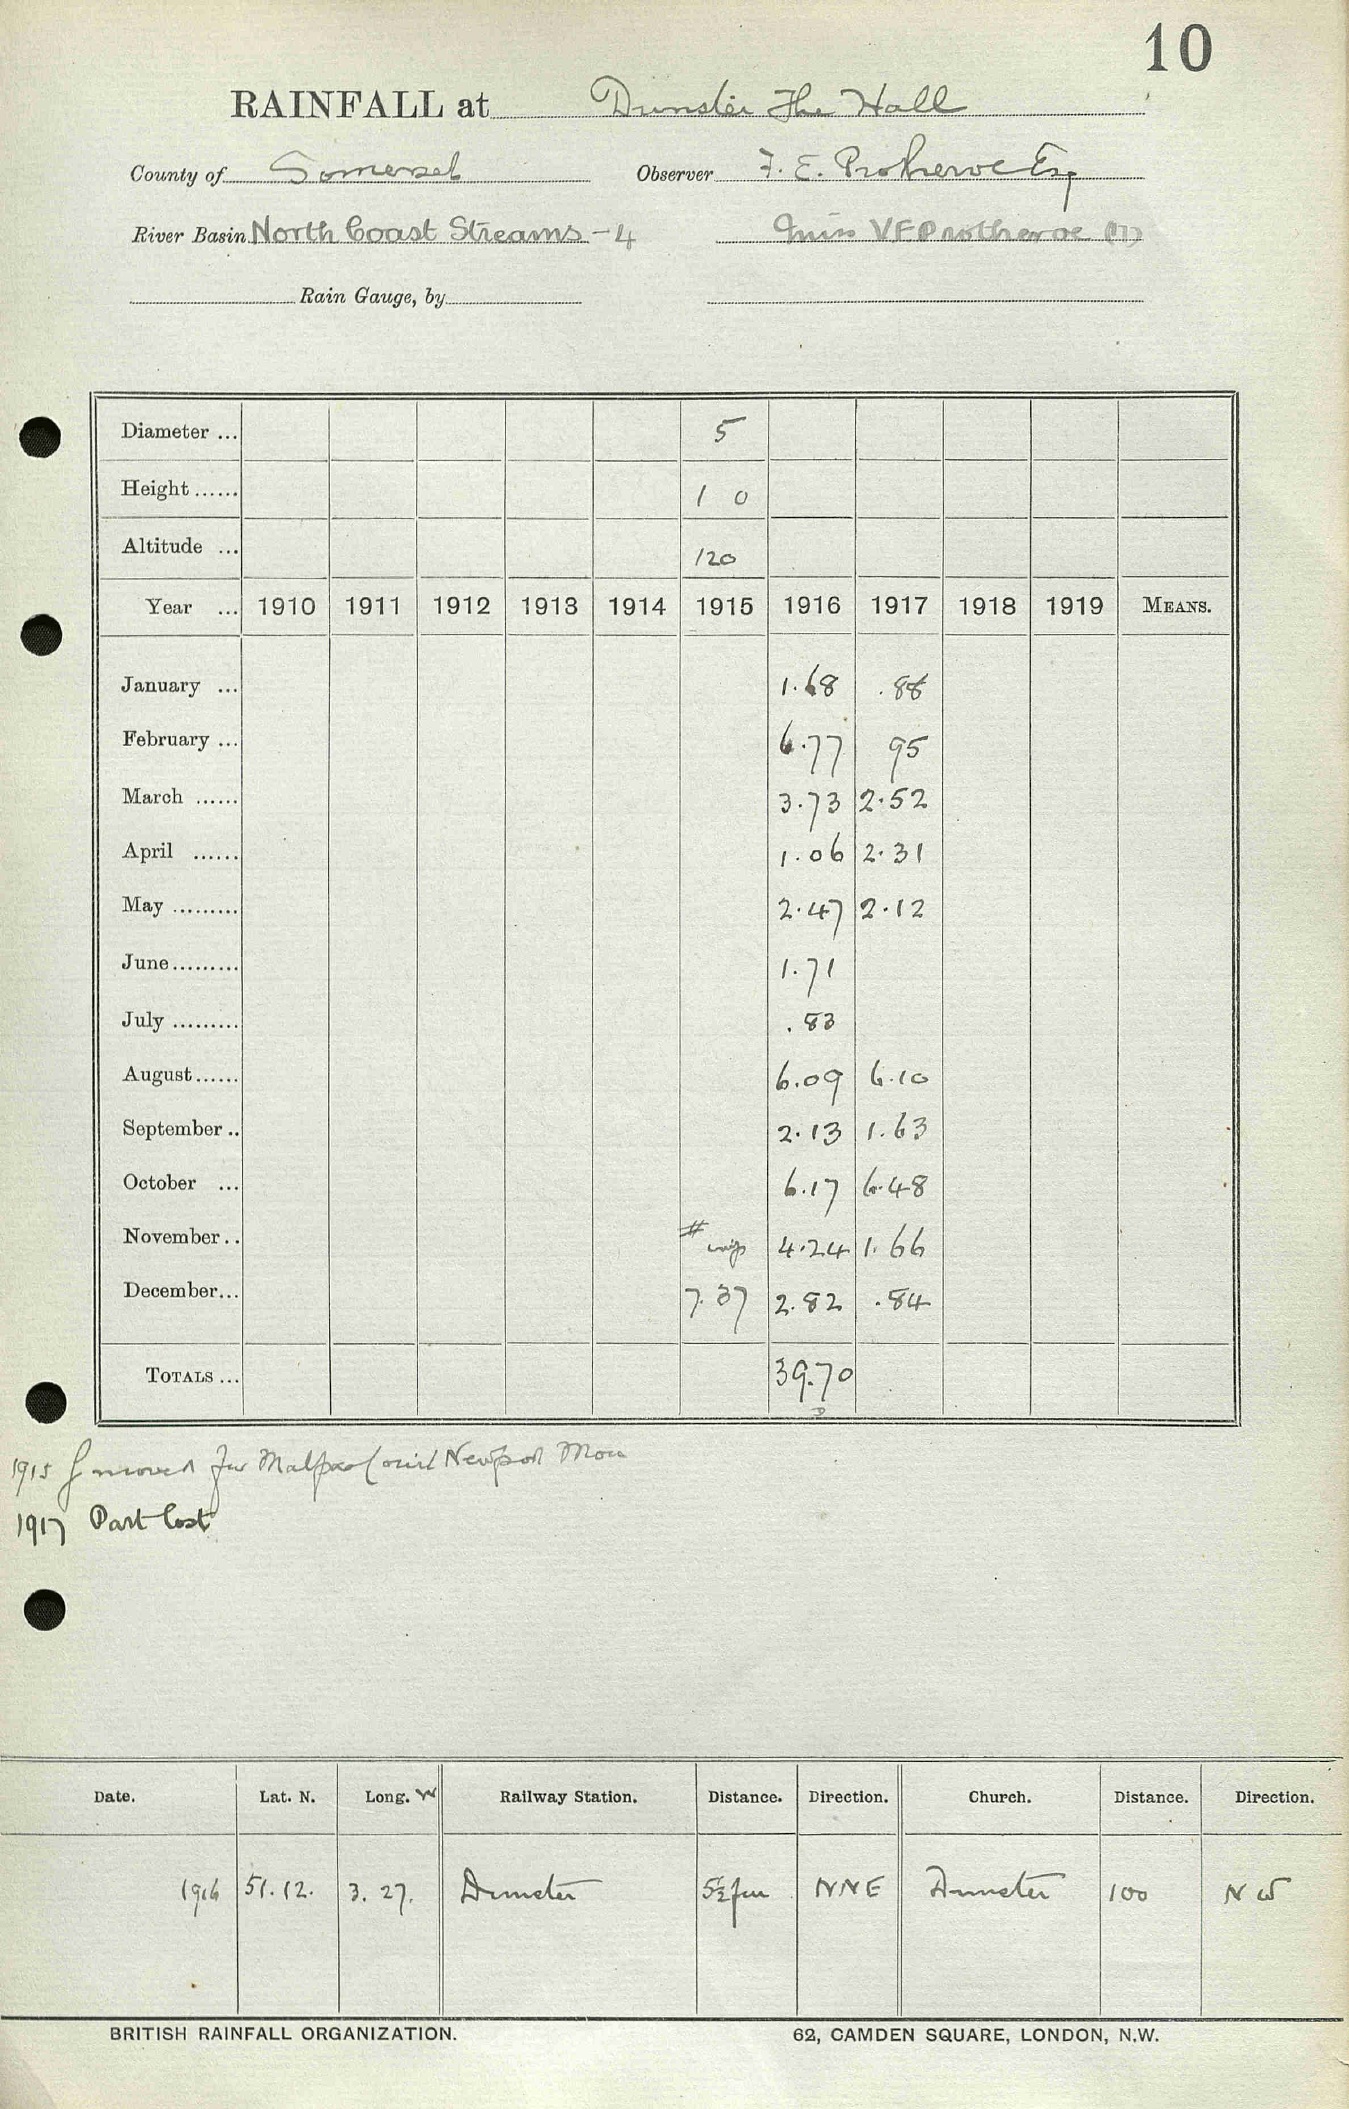 10
RAINFALL at Dunster The Hall
County of Somerset Observer F. E. Protheroe Esq
River Basin North Coast Streams - 4 Miss V F Protheroe
Rain Gauge, by
Diameter ... 5
Height ...... 1 0
Altitude ... 120
Year ... 1910 1911 1912 1913 1914 1915 1916 1917 1918 1919 MEANS.
January ... 1.68 .88
February ... 6.77 95
March ...... 3.73 2.52
April ...... 1.06 2.31
May ......... 2.47 2.12
June ......... 1.71
July ......... .83
August ...... 6.09 6.10
September .. 2.13 1.63
October ... 6.17 6.48
November .. # 4.24 1.66
December ... 7.37 2.82 .84
TOTALS ... 39.70
1915 moved Malpas Court Newport Mon
1917 Part lost
Date. Lat. N. Long. W Railway Station. Distance. Direction. Church. Distance. Direction.
1916 51.12. 3. 27. Dunster 5½ fur NNE Dunster 100 NW
BRITISH RAINFALL ORGANIZATION. 62, CAMDEN SQUARE, LONDON, N.W.